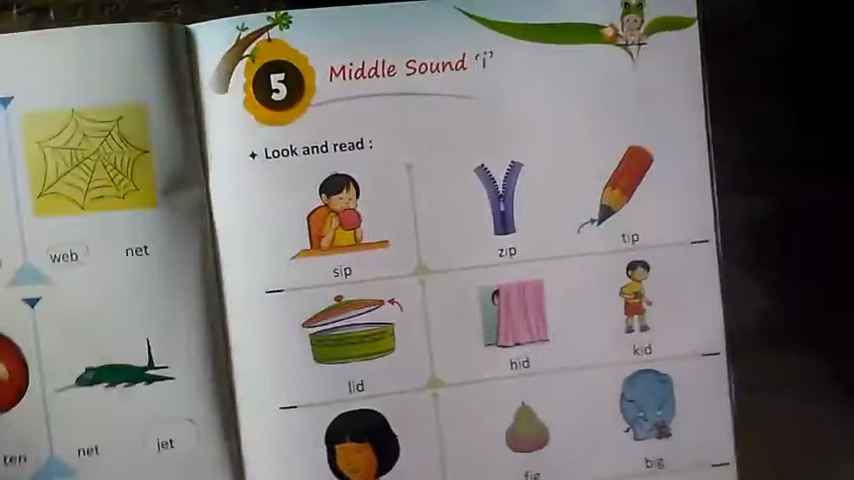 5
Middle Sound 'i'
Look and read :
sip
zip
tip
lid
hid
kid
fig
big
web
net
ten
net
jet